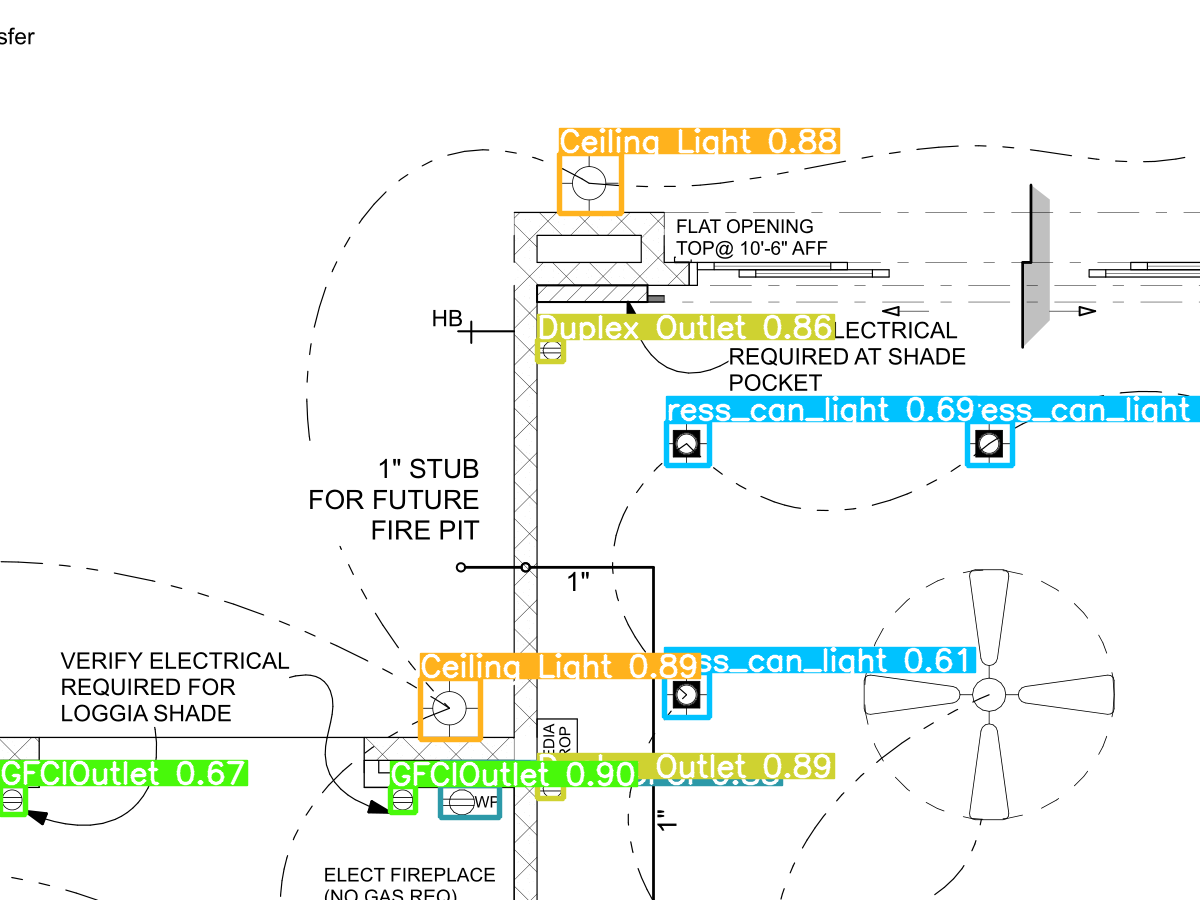 sfer
Ceiling Light 0.88
FLAT OPENING
TOP@ 10'-6" AFF
HB
Duplex Outlet 0.86
LECTRICAL
REQUIRED AT SHADE
POCKET
ress_can_light 0.69
ess_can_light
1" STUB
FOR FUTURE
FIRE PIT
1"
VERIFY ELECTRICAL
REQUIRED FOR
LOGGIA SHADE
Ceiling Light 0.89
ss_can_light 0.61
EDIA
ROP
GFCIOutlet 0.67
GFCIOutlet 0.90
Outlet 0.89
WP
1"
ELECT FIREPLACE
(NO GAS REQ)